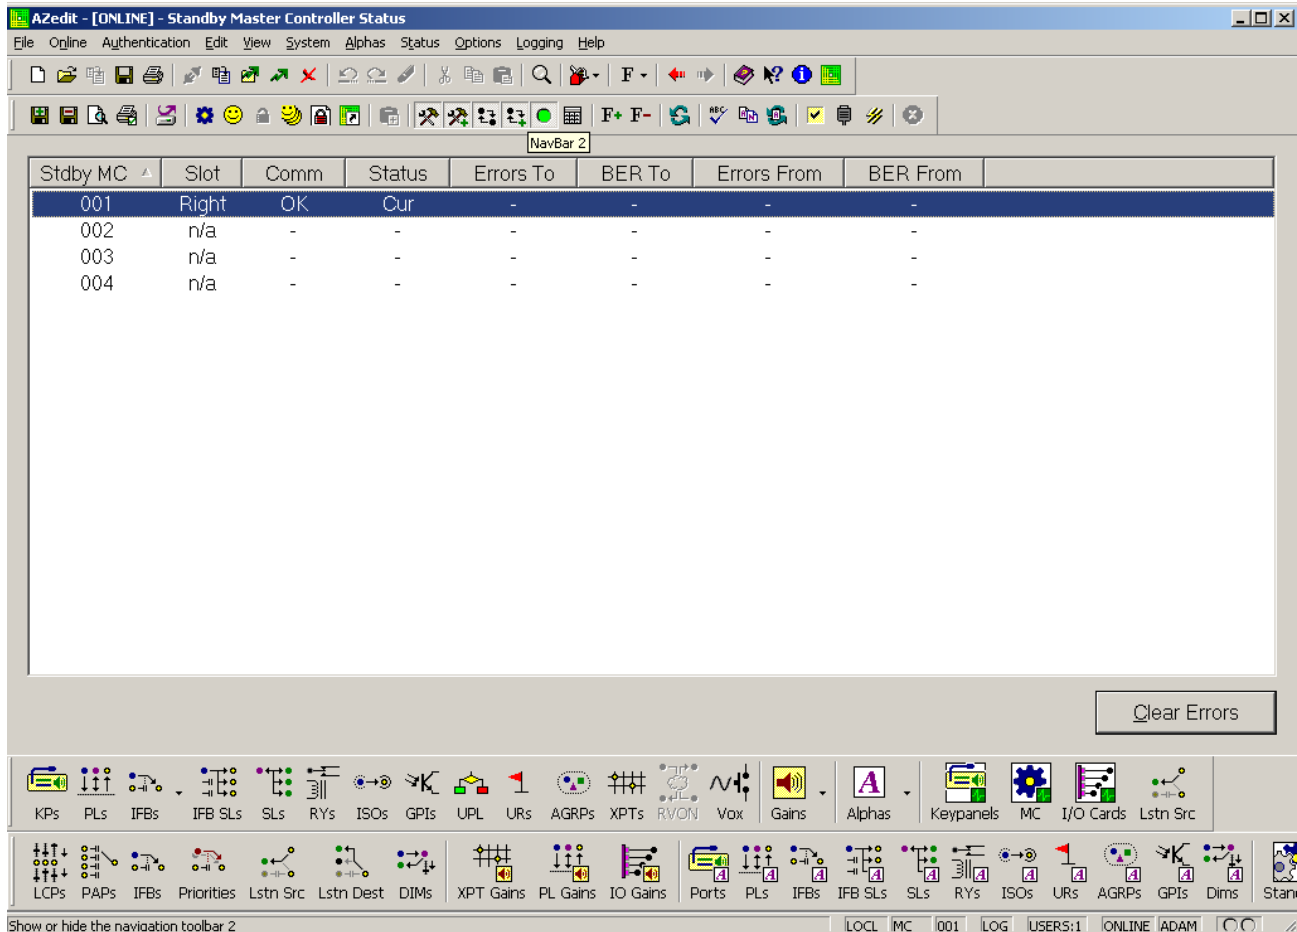 AZedit - [ONLINE] - Standby Master Controller Status
File Online Authentication Edit View System Alphas Status Options Logging Help
F
F+ F- ABC
NavBar 2
Stdby MC Slot Comm Status Errors To BER To Errors From BER From
001 Right OK Cur - - - -
002 n/a - - - - - -
003 n/a - - - - - -
004 n/a - - - - - -
Clear Errors
KPs PLs IFBs IFB SLs SLs RYs ISOs GPIs UPL URs AGRPs XPTs RVON Vox Gains Alphas Keypanels MC I/O Cards Lstn Src
LCPs PAPs IFBs Priorities Lstn Src Lstn Dest DIMs XPT Gains PL Gains IO Gains Ports PLs IFBs IFB SLs SLs RYs ISOs URs AGRPs GPIs Dims Stan
Show or hide the navigation toolbar 2 LOCL MC 001 LOG USERS:1 ONLINE ADAM